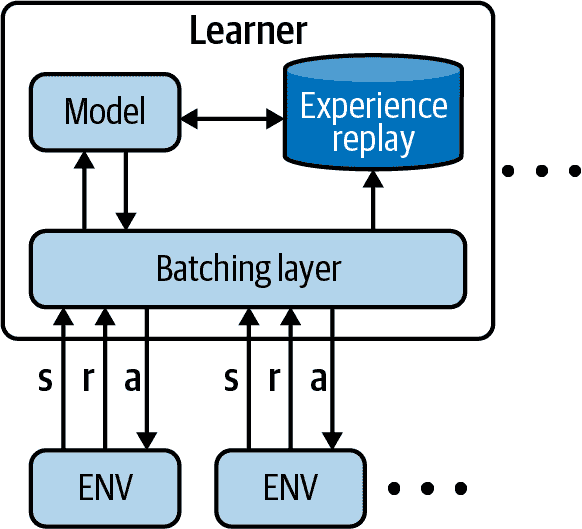 Learner
Model
Experience
replay
Batching layer
s r a s r a
ENV ENV